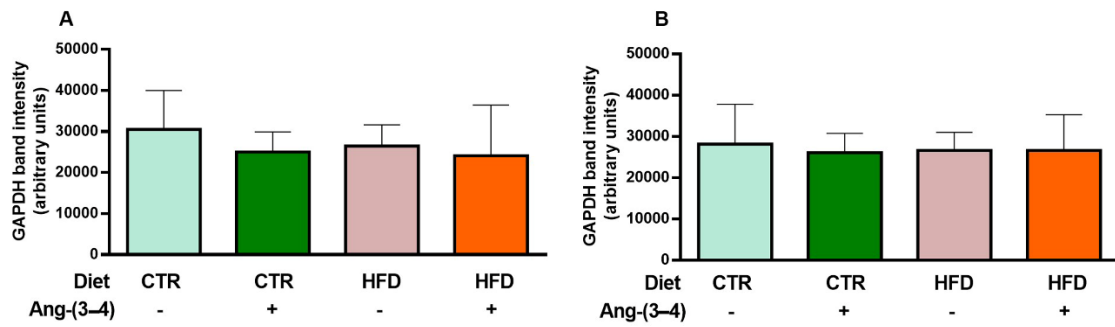 A
GAPDH band intensity
(arbitrary units)
50000
40000
30000
20000
10000
0
Diet CTR CTR HFD HFD
Ang-(3–4) - + - +
B
GAPDH band intensity
(arbitrary units)
50000
40000
30000
20000
10000
0
Diet CTR CTR HFD HFD
Ang-(3–4) - + - +